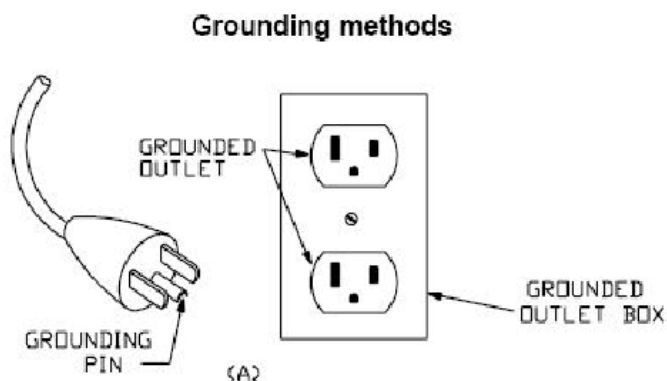 Grounding methods
GROUNDED
OUTLET
GROUNDED
OUTLET BOX
GROUNDING
PIN
(A)